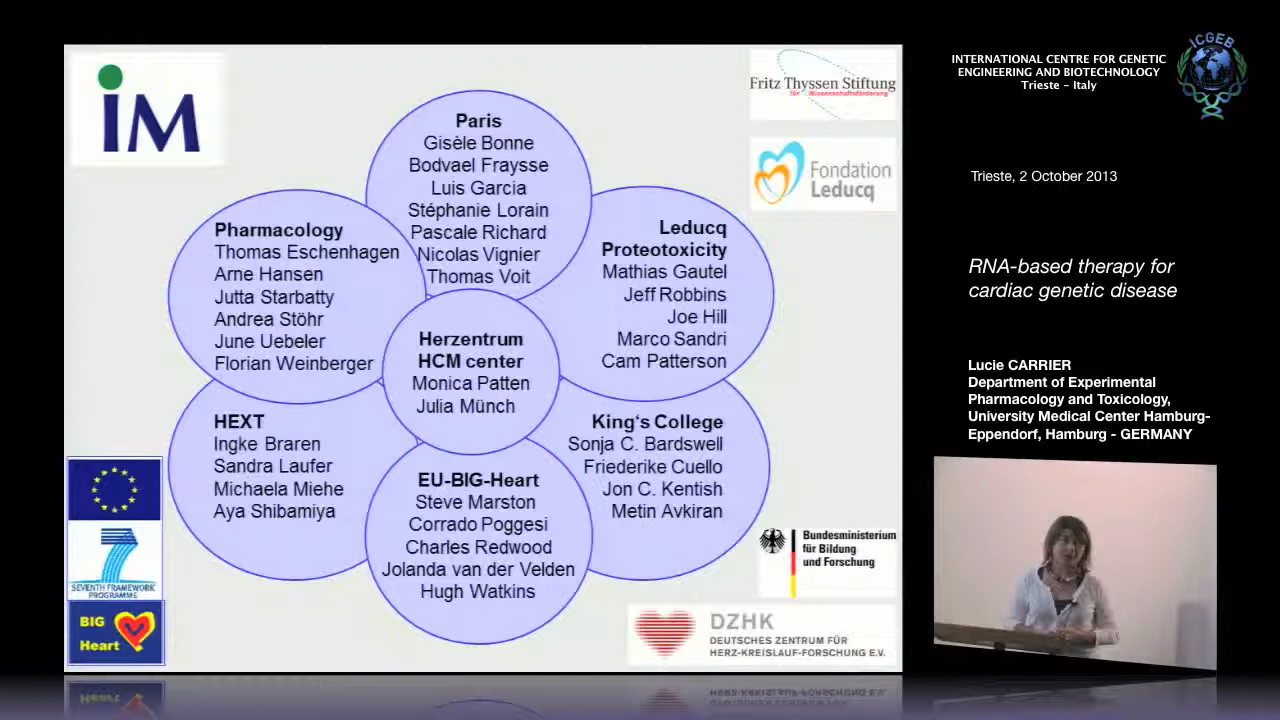 iM
Fritz Thyssen Stiftung
für Wissenschaftsförderung
Fondation
Leducq
Paris
Gisèle Bonne
Bodvael Fraysse
Luis Garcia
Stéphanie Lorain
Pascale Richard
Nicolas Vignier
Thomas Voit
Pharmacology
Thomas Eschenhagen
Arne Hansen
Jutta Starbatty
Andrea Stöhr
June Uebeler
Florian Weinberger
Leducq
Proteotoxicity
Mathias Gautel
Jeff Robbins
Joe Hill
Marco Sandri
Cam Patterson
Herzentrum
HCM center
Monica Patten
Julia Münch
HEXT
Ingke Braren
Sandra Laufer
Michaela Miehe
Aya Shibamiya
King‘s College
Sonja C. Bardswell
Friederike Cuello
Jon C. Kentish
Metin Avkiran
EU-BIG-Heart
Steve Marston
Corrado Poggesi
Charles Redwood
Jolanda van der Velden
Hugh Watkins
7
SEVENTH FRAMEWORK
PROGRAMME
BIG
Heart
Bundesministerium
für Bildung
und Forschung
DZHK
DEUTSCHES ZENTRUM FÜR
HERZ-KREISLAUF-FORSCHUNG E.V.
INTERNATIONAL CENTRE FOR GENETIC
ENGINEERING AND BIOTECHNOLOGY
Trieste - Italy
ICGEB
Trieste, 2 October 2013
RNA-based therapy for
cardiac genetic disease
Lucie CARRIER
Department of Experimental
Pharmacology and Toxicology,
University Medical Center Hamburg-
Eppendorf, Hamburg - GERMANY